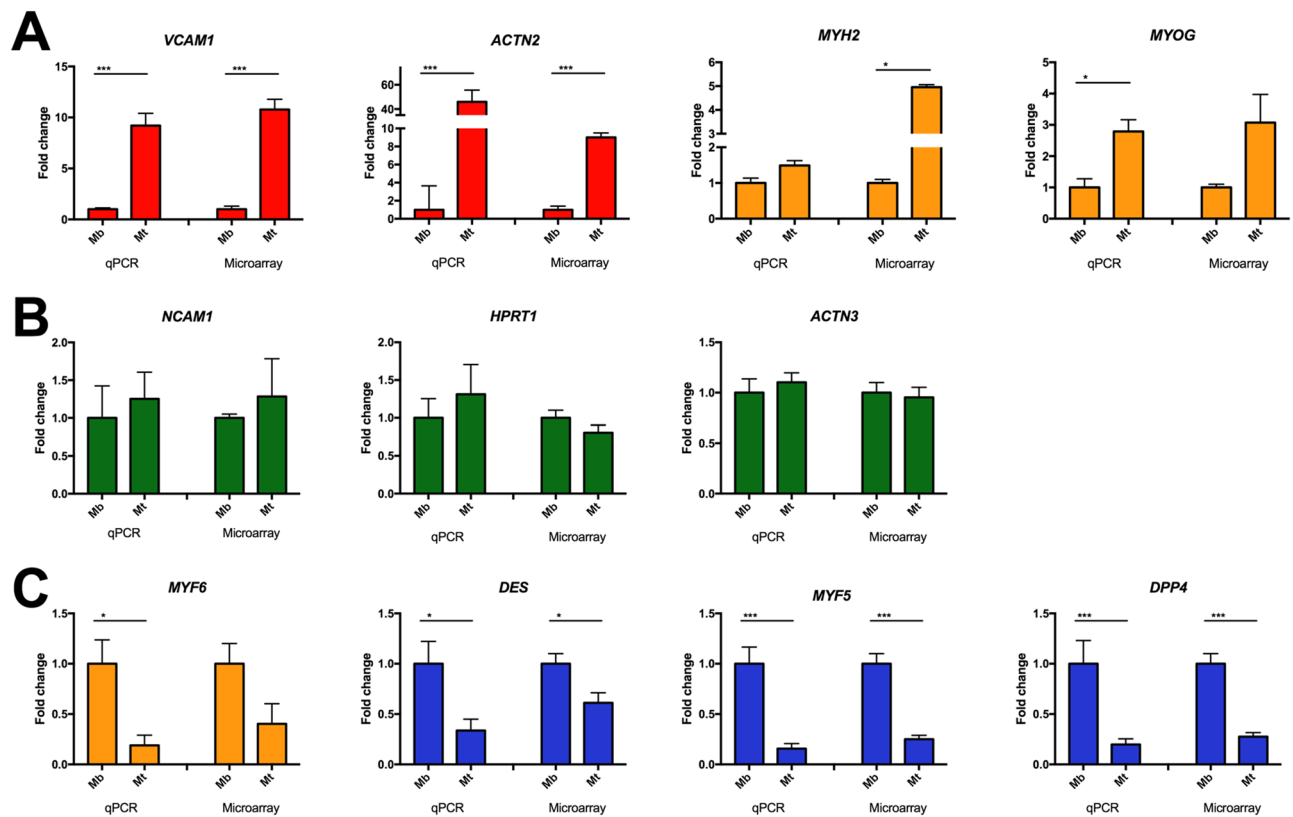 A
VCAM1
ACTN2
MYH2
MYOG
Fold change
15
10
5
0
***
***
Mb
Mt
Mb
Mt
qPCR
Microarray
Fold change
60
40
20
10
8
6
4
2
0
***
***
Mb
Mt
Mb
Mt
qPCR
Microarray
Fold change
6
5
4
3
2
1
0
*
Mb
Mt
Mb
Mt
qPCR
Microarray
Fold change
5
4
3
2
1
0
*
Mb
Mt
Mb
Mt
qPCR
Microarray
B
NCAM1
HPRT1
ACTN3
Fold change
2.0
1.5
1.0
0.5
0.0
Mb
Mt
Mb
Mt
qPCR
Microarray
Fold change
2.0
1.5
1.0
0.5
0.0
Mb
Mt
Mb
Mt
qPCR
Microarray
Fold change
1.5
1.0
0.5
0.0
Mb
Mt
Mb
Mt
qPCR
Microarray
C
MYF6
DES
MYF5
DPP4
Fold change
1.5
1.0
0.5
0.0
*
Mb
Mt
Mb
Mt
qPCR
Microarray
Fold change
1.5
1.0
0.5
0.0
*
*
Mb
Mt
Mb
Mt
qPCR
Microarray
Fold change
1.5
1.0
0.5
0.0
***
***
Mb
Mt
Mb
Mt
qPCR
Microarray
Fold change
1.5
1.0
0.5
0.0
***
***
Mb
Mt
Mb
Mt
qPCR
Microarray